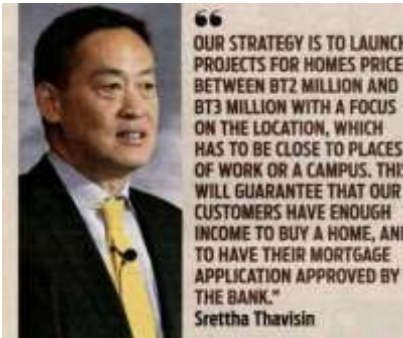 “
OUR STRATEGY IS TO LAUNCH
PROJECTS FOR HOMES PRICE
BETWEEN BT2 MILLION AND
BT3 MILLION WITH A FOCUS
ON THE LOCATION, WHICH
HAS TO BE CLOSE TO PLACES
OF WORK OR A CAMPUS. THIS
WILL GUARANTEE THAT OUR
CUSTOMERS HAVE ENOUGH
INCOME TO BUY A HOME, AND
TO HAVE THEIR MORTGAGE
APPLICATION APPROVED BY
THE BANK."
Srettha Thavisin